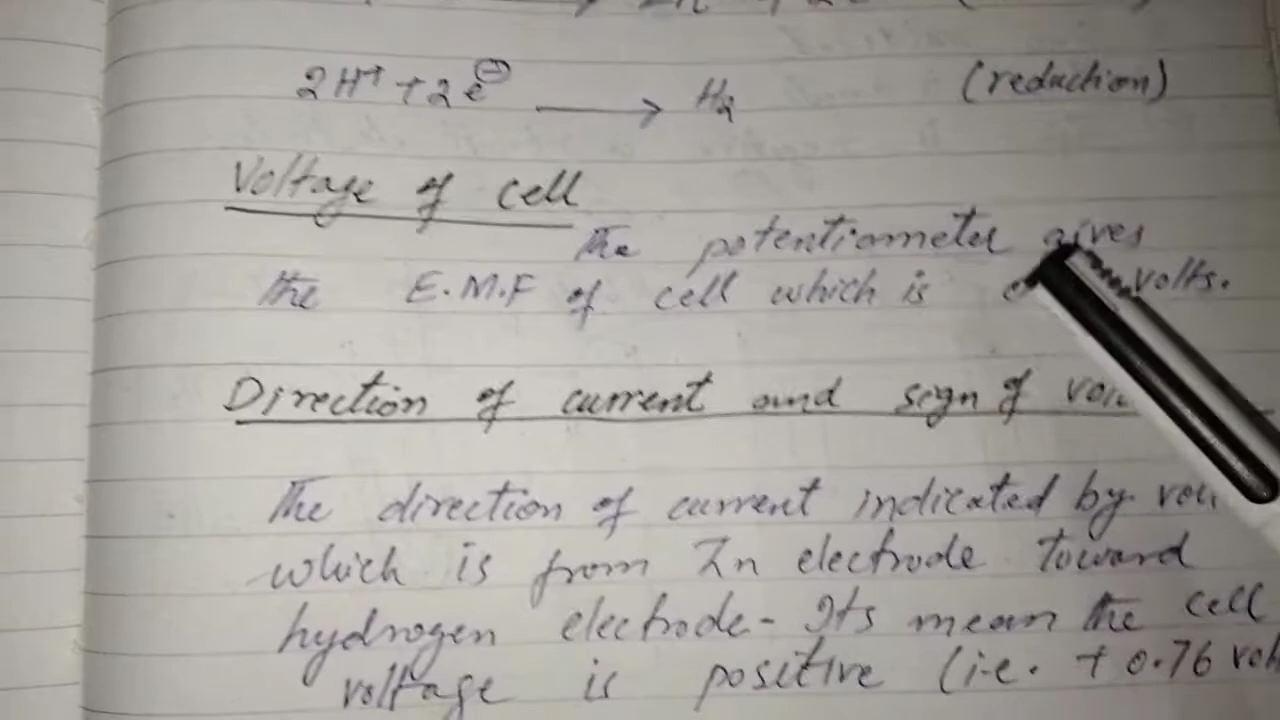 2H⁺ + 2e⊖ → H₂ (reduction)
Voltage of cell
The potentiometer gives
the E.M.F of cell which is volts.
Direction of current and sign of
The direction of current indicated by
which is from Zn electrode toward
hydrogen electrode- Its mean the cell
voltage is positive (i.e. +0.76